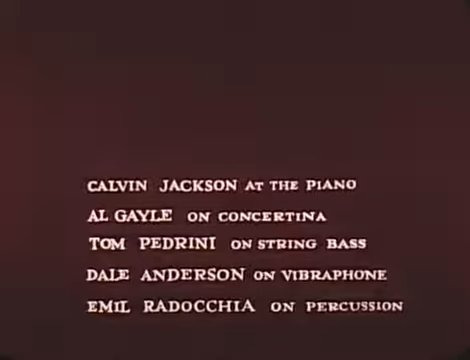 CALVIN JACKSON AT THE PIANO
AL GAYLE ON CONCERTINA
TOM PEDRINI ON STRING BASS
DALE ANDERSON ON VIBRAPHONE
EMIL RADOCCHIA ON PERCUSSION